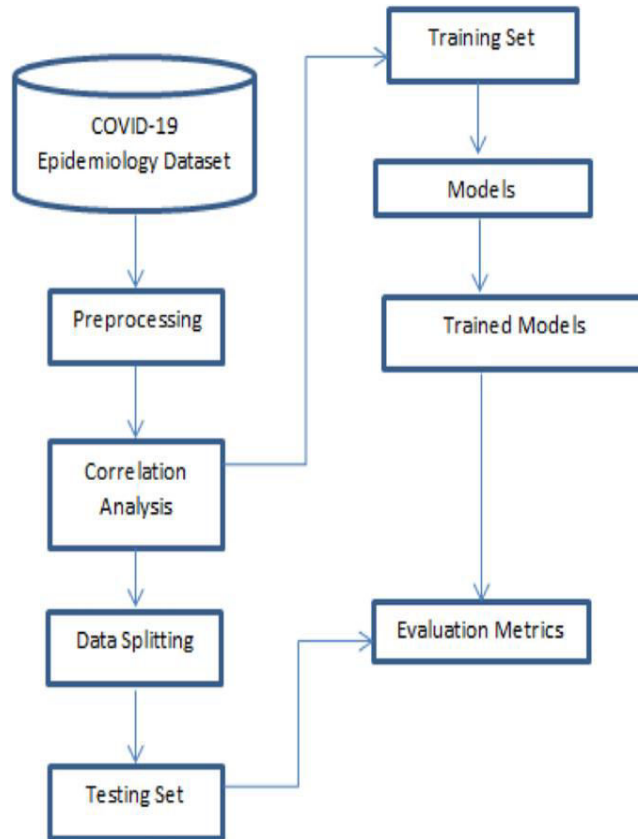 COVID-19
Epidemiology Dataset
Preprocessing
Correlation
Analysis
Data Splitting
Testing Set
Training Set
Models
Trained Models
Evaluation Metrics